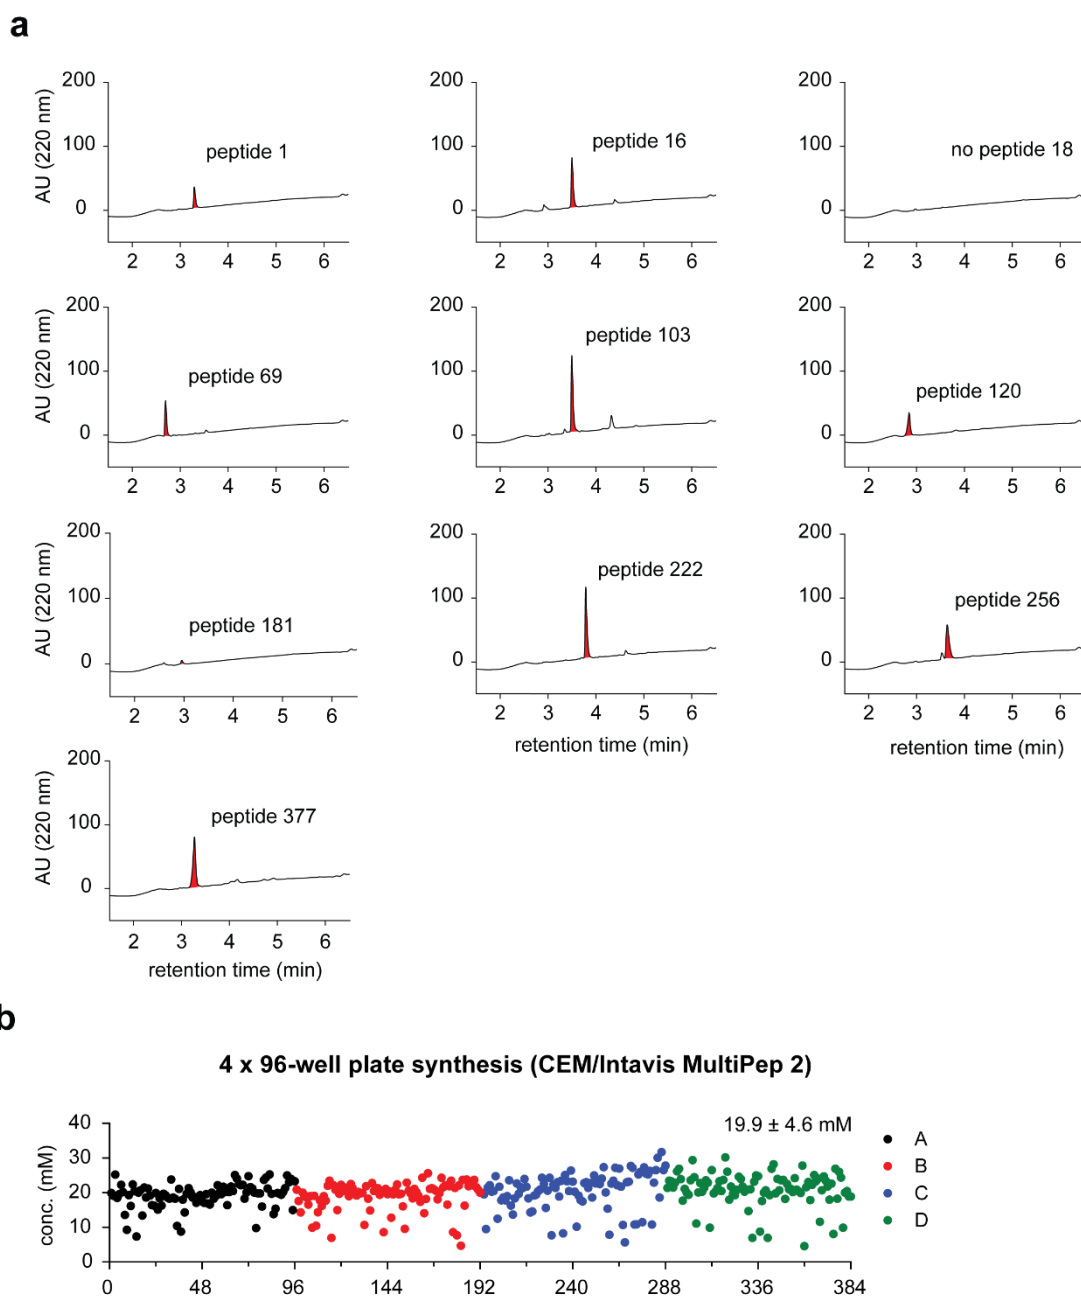 a
200
100
0
AU (220 nm)
peptide 1
2 3 4 5 6
200
100
0
peptide 16
2 3 4 5 6
200
100
0
no peptide 18
2 3 4 5 6
200
100
0
AU (220 nm)
peptide 69
2 3 4 5 6
200
100
0
peptide 103
2 3 4 5 6
200
100
0
peptide 120
2 3 4 5 6
200
100
0
AU (220 nm)
peptide 181
2 3 4 5 6
200
100
0
peptide 222
2 3 4 5 6
retention time (min)
200
100
0
peptide 256
2 3 4 5 6
retention time (min)
200
100
0
AU (220 nm)
peptide 377
2 3 4 5 6
retention time (min)
b
4 x 96-well plate synthesis (CEM/Intavis MultiPep 2)
19.9 ± 4.6 mM
40
30
20
10
0
conc. (mM)
0 48 96 144 192 240 288 336 384
A
B
C
D